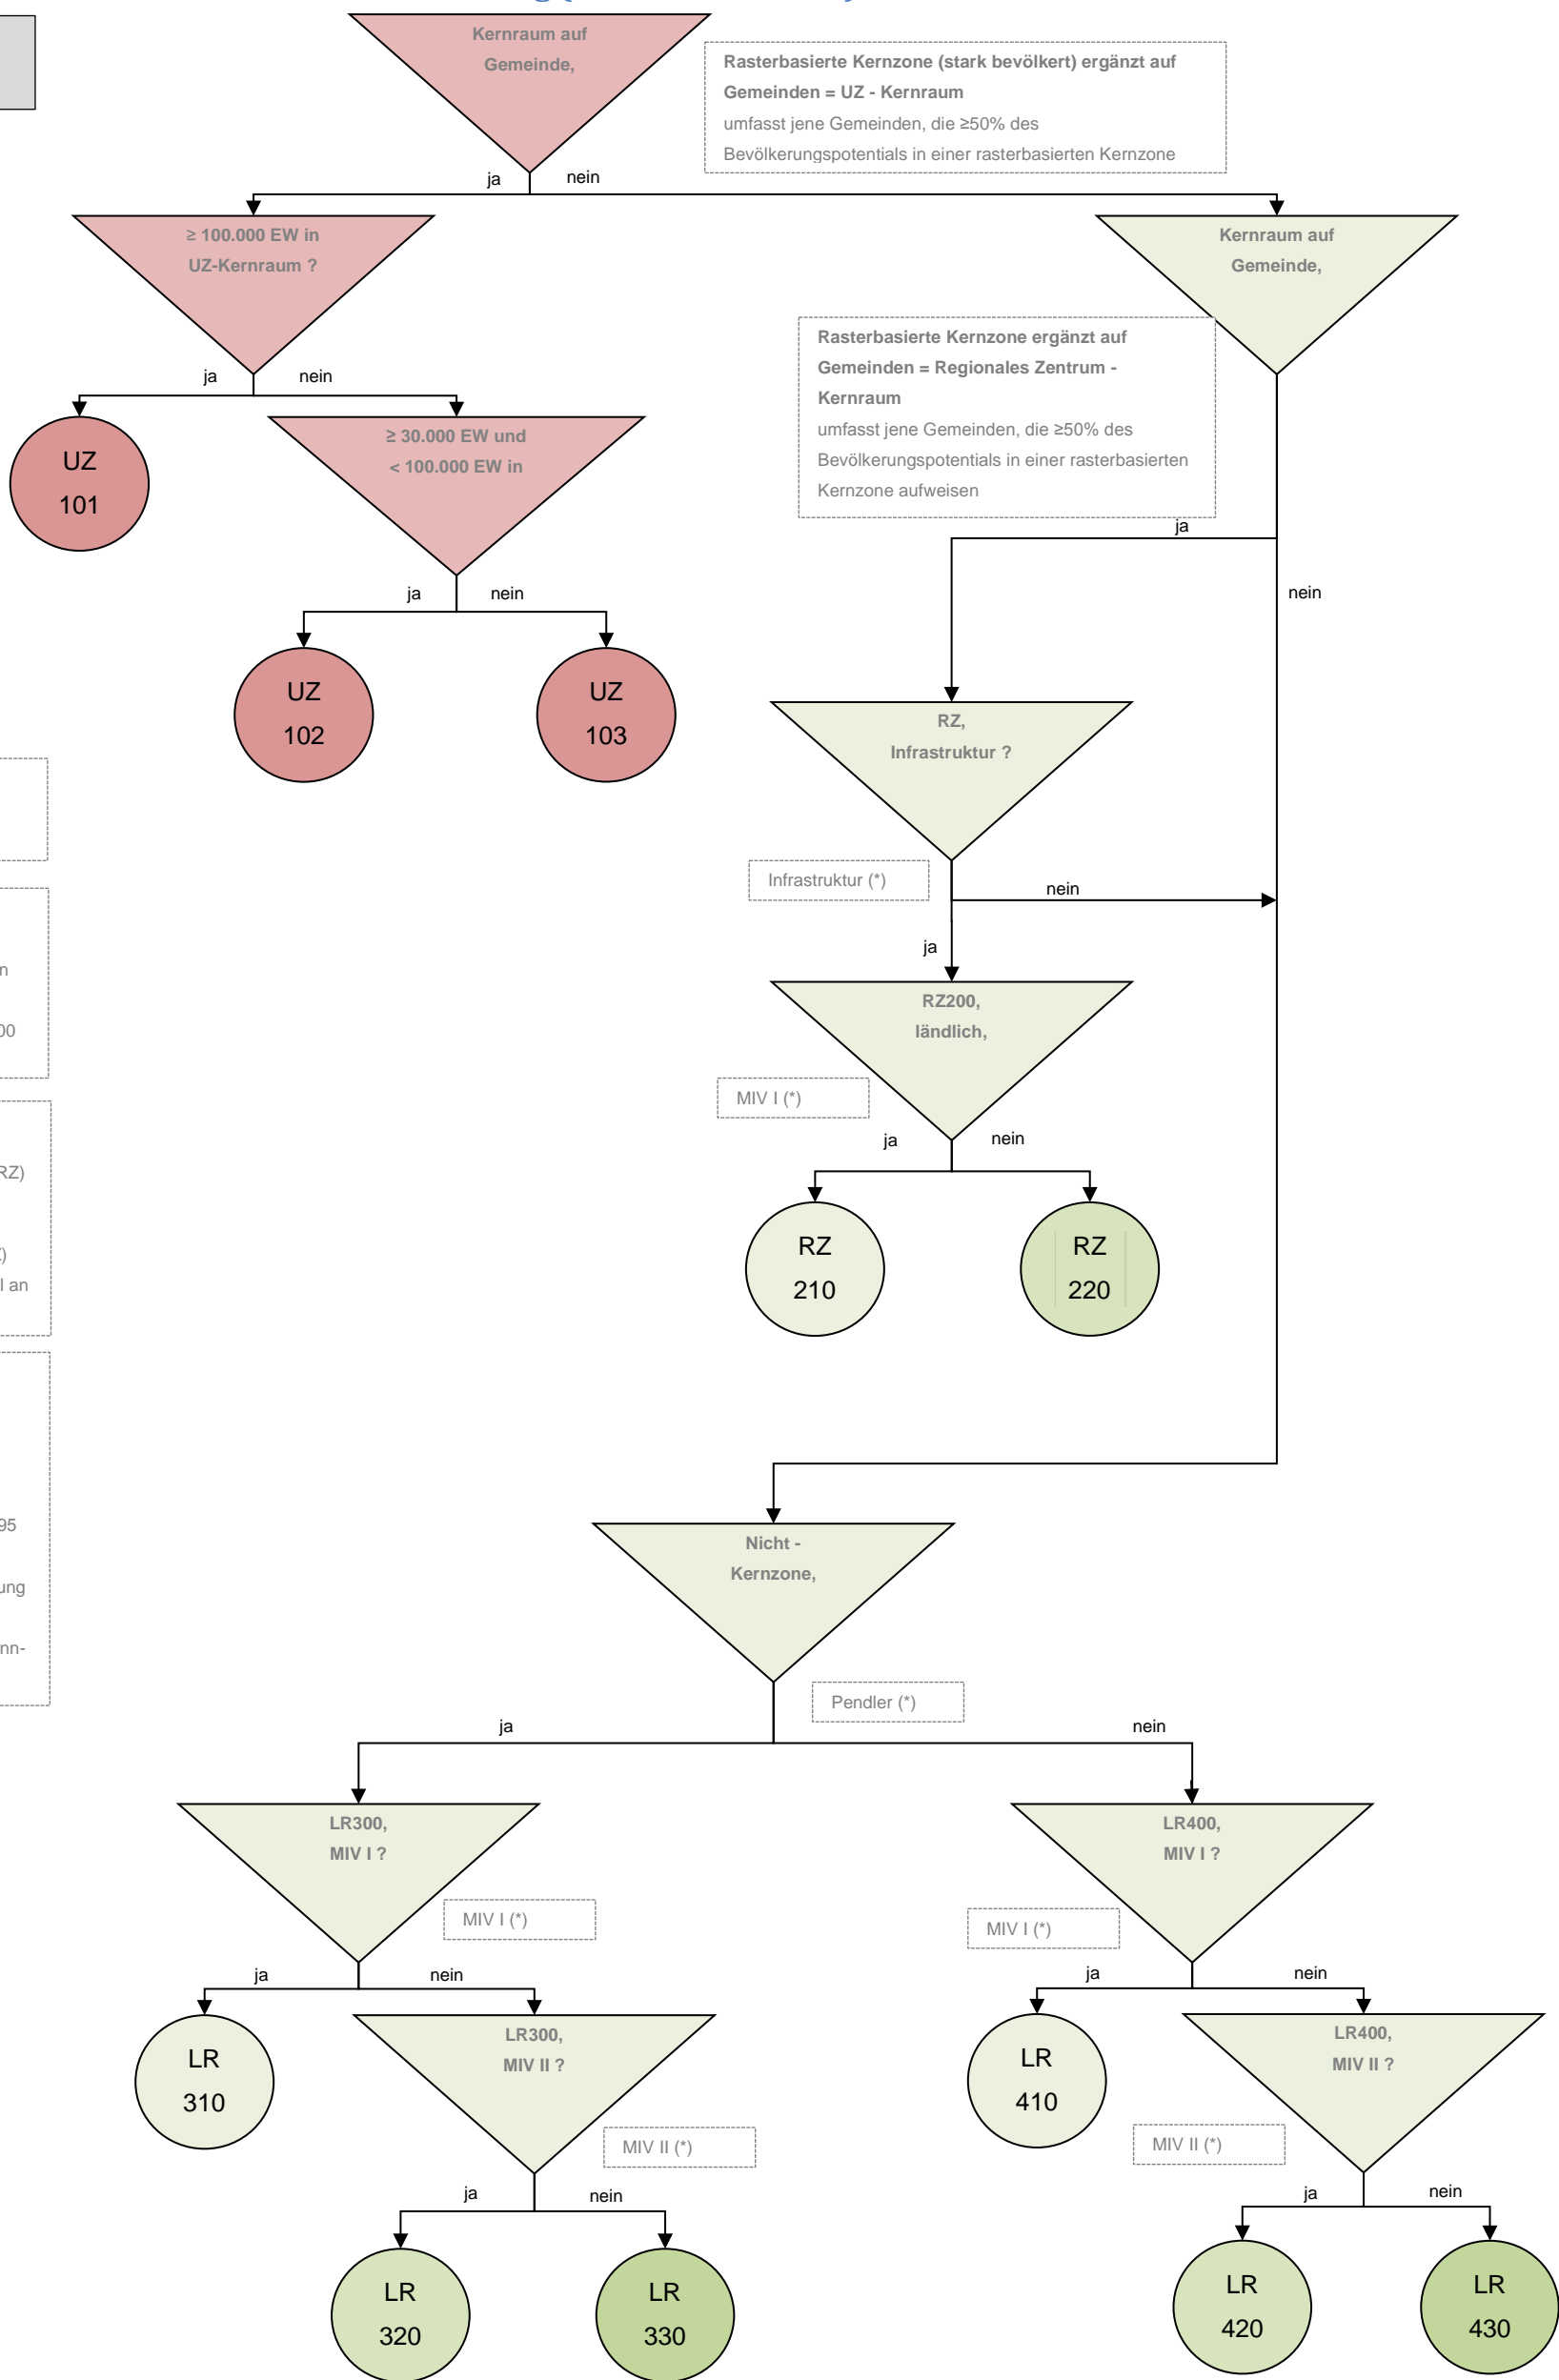 Kernraum auf
Gemeinde,
Rasterbasierte Kernzone (stark bevölkert) ergänzt auf
Gemeinden = UZ - Kernraum
umfasst jene Gemeinden, die ≥50% des
Bevölkerungspotentials in einer rasterbasierten Kernzone
ja
nein
≥ 100.000 EW in
UZ-Kernraum ?
Kernraum auf
Gemeinde,
Rasterbasierte Kernzone ergänzt auf
Gemeinden = Regionales Zentrum -
Kernraum
umfasst jene Gemeinden, die ≥50% des
Bevölkerungspotentials in einer rasterbasierten
Kernzone aufweisen
ja
nein
UZ
101
≥ 30.000 EW und
< 100.000 EW in
ja
nein
ja
nein
UZ
102
UZ
103
RZ,
Infrastruktur ?
Infrastruktur (*)
nein
ja
n
00
RZ200,
ländlich,
MIV I (*)
ja
nein
RZ)
)
l an
RZ
210
RZ
220
95
ung
nn-
Nicht -
Kernzone,
Pendler (*)
ja
nein
LR300,
MIV I ?
LR400,
MIV I ?
MIV I (*)
MIV I (*)
ja
nein
ja
nein
LR
310
LR300,
MIV II ?
LR
410
LR400,
MIV II ?
MIV II (*)
MIV II (*)
ja
nein
ja
nein
LR
320
LR
330
LR
420
LR
430